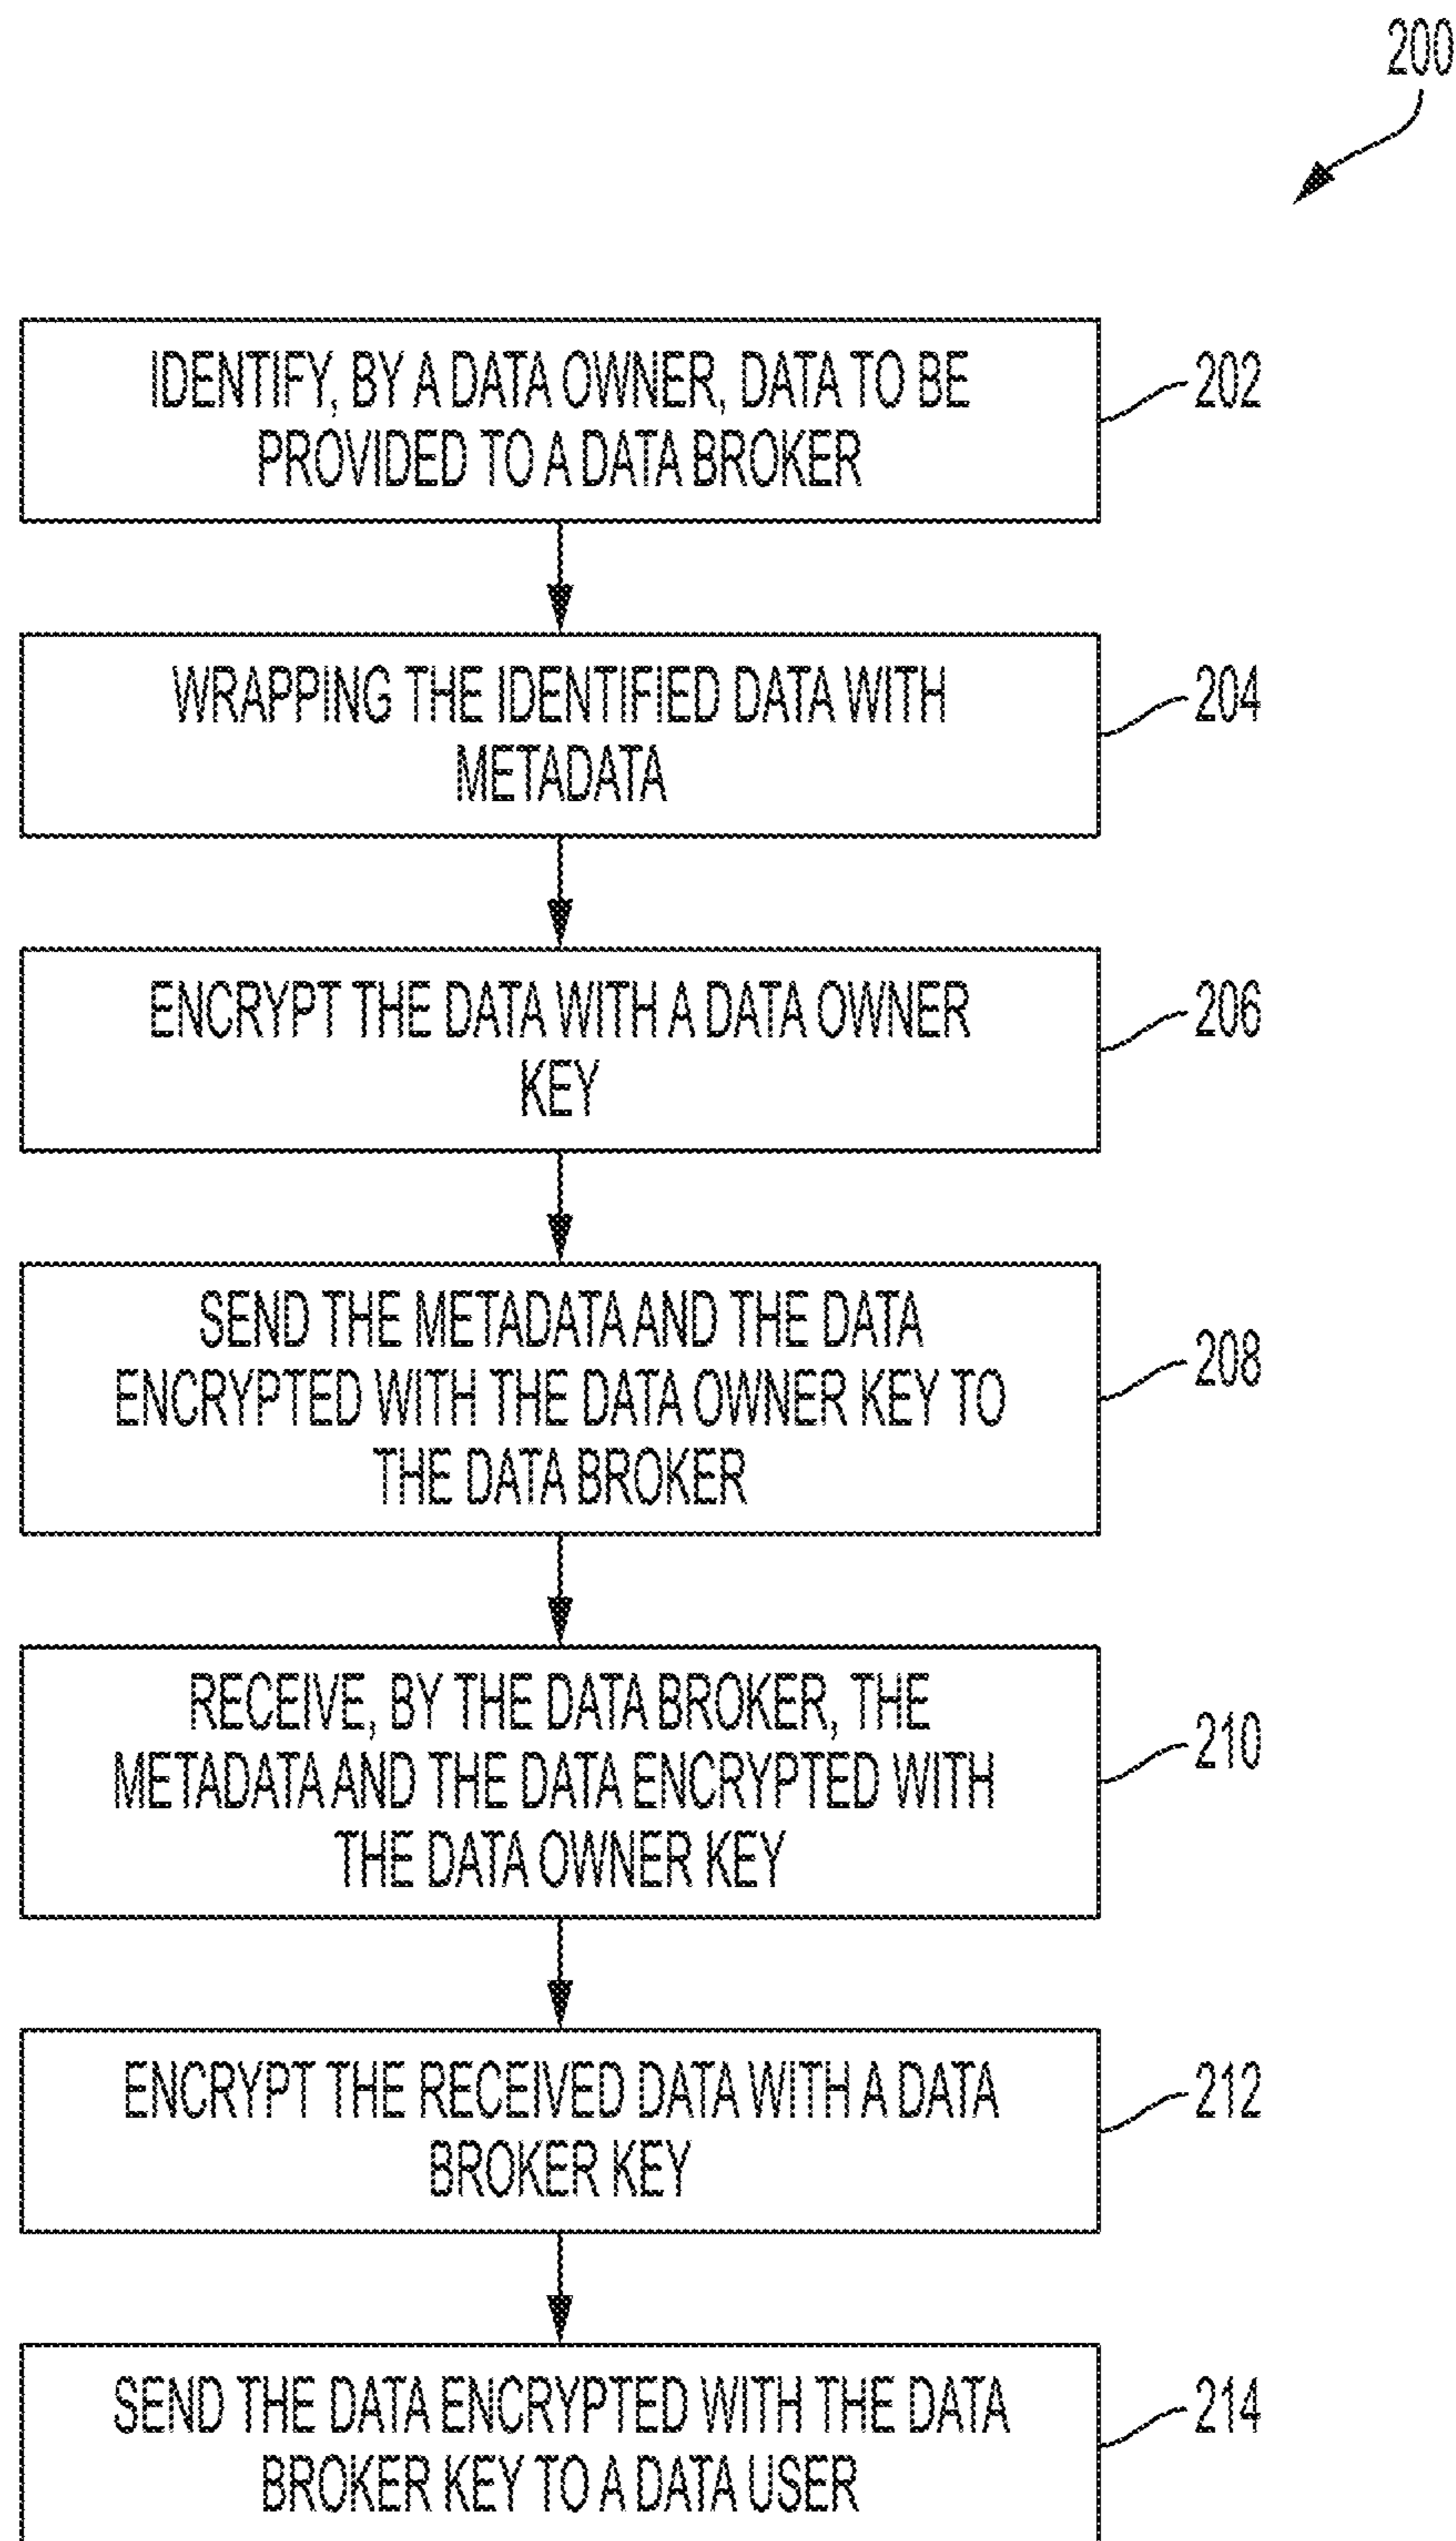 200
IDENTIFY, BY A DATA OWNER, DATA TO BE
PROVIDED TO A DATA BROKER
202
WRAPPING THE IDENTIFIED DATA WITH
METADATA
204
ENCRYPT THE DATA WITH A DATA OWNER
KEY
206
SEND THE METADATA AND THE DATA
ENCRYPTED WITH THE DATA OWNER KEY TO
THE DATA BROKER
208
RECEIVE, BY THE DATA BROKER, THE
METADATA AND THE DATA ENCRYPTED WITH
THE DATA OWNER KEY
210
ENCRYPT THE RECEIVED DATA WITH A DATA
BROKER KEY
212
SEND THE DATA ENCRYPTED WITH THE DATA
BROKER KEY TO A DATA USER
214